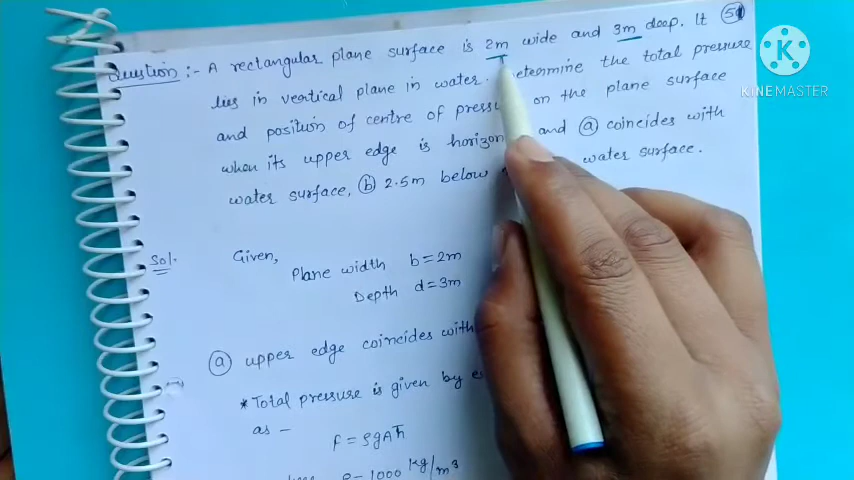 Question :- A rectangular plane surface is 2m wide and 3m deep. It 51
lies in vertical plane in water. Determine the total pressure
and position of centre of on the plane surface
when its upper edge is and (a) coincides with
water surface, (b) 2.5m below water surface.
Sol. Given,
Plane width b = 2m
Depth d = 3m
(a) upper edge coincides with
* Total pressure is given by
as -
F = ρgAh̄
ρ - 1000 kg/m³
K
KINEMASTER